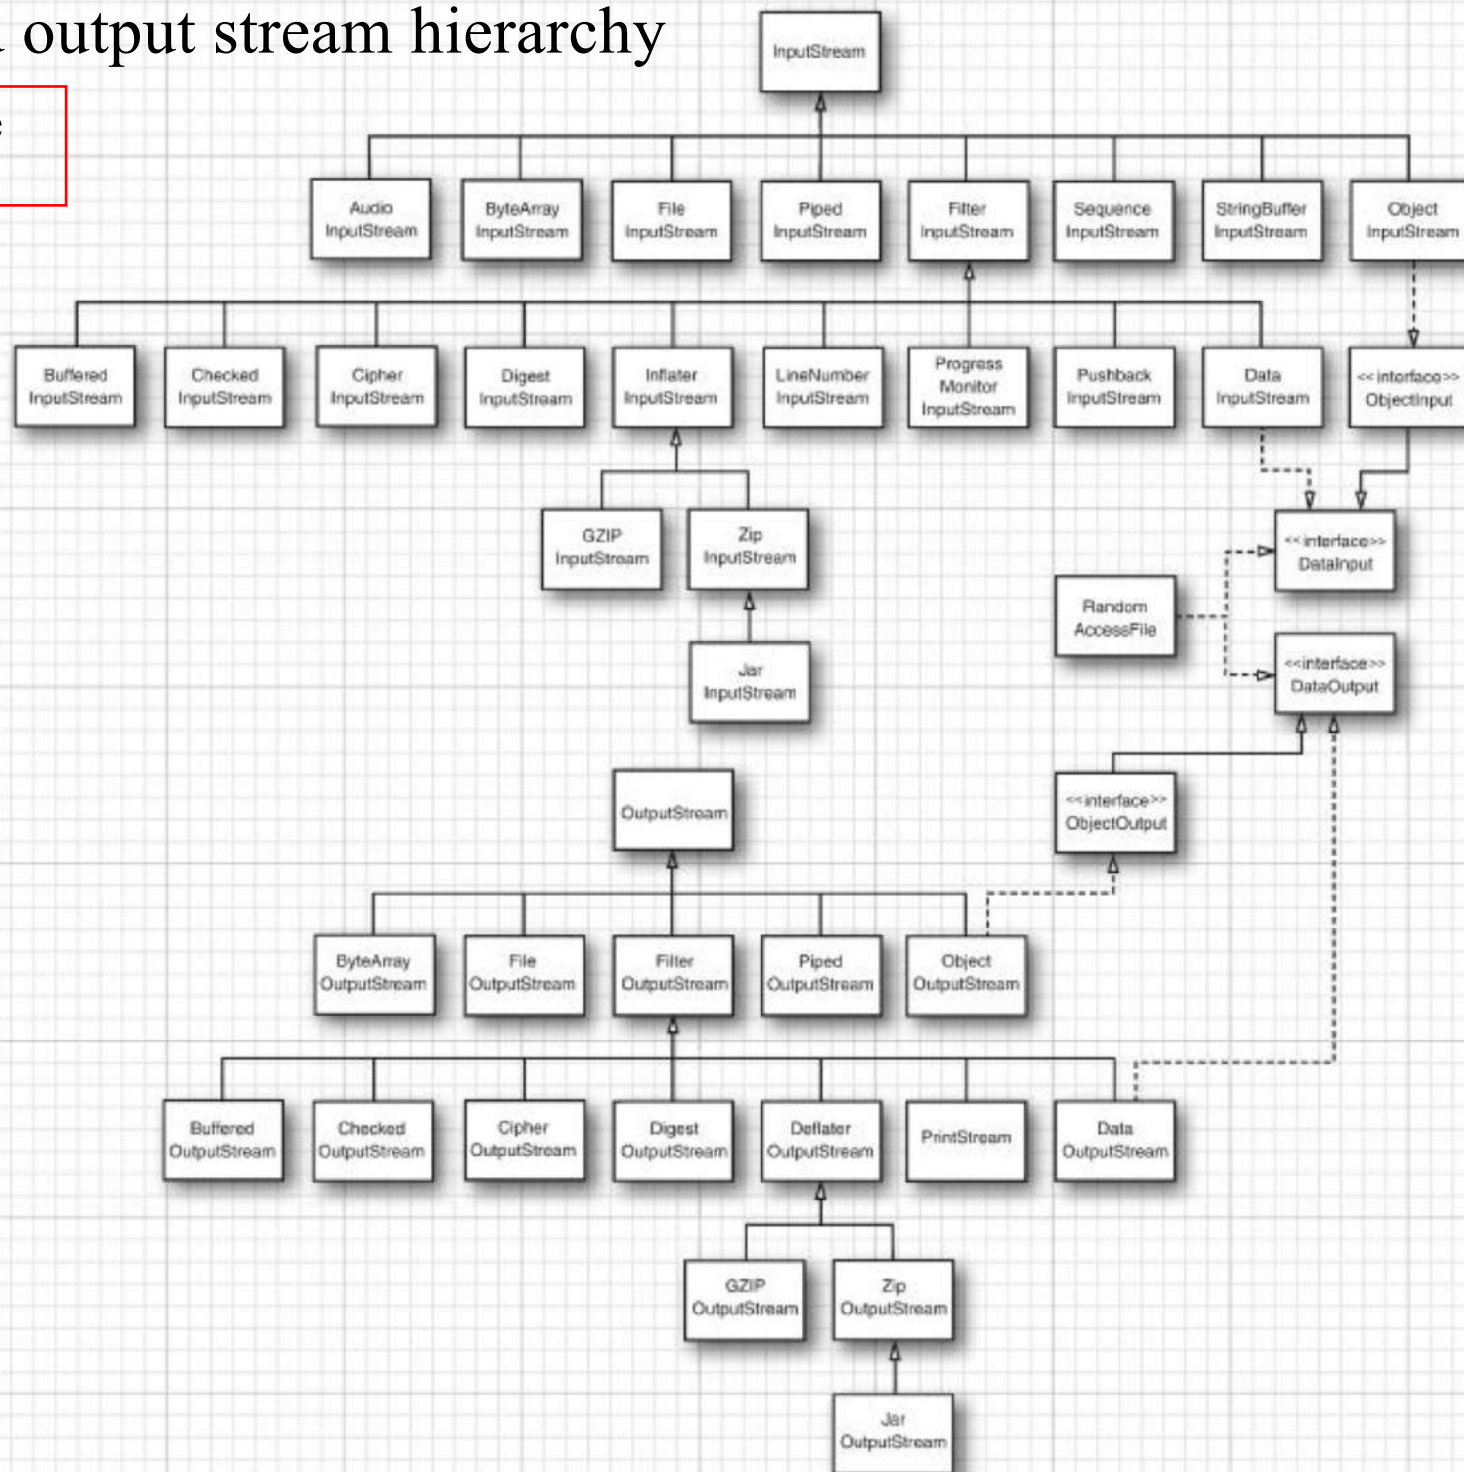 output stream hierarchy
InputStream
Audio
InputStream
ByteArray
InputStream
File
InputStream
Piped
InputStream
Filter
InputStream
Sequence
InputStream
StringBuffer
InputStream
Object
InputStream
Buffered
InputStream
Checked
InputStream
Cipher
InputStream
Digest
InputStream
Inflater
InputStream
LineNumber
InputStream
Progress
Monitor
InputStream
Pushback
InputStream
Data
InputStream
<<interface>>
ObjectInput
GZIP
InputStream
Zip
InputStream
<<interface>>
DataInput
Random
AccessFile
Jar
InputStream
<<interface>>
DataOutput
OutputStream
<<interface>>
ObjectOutput
ByteArray
OutputStream
File
OutputStream
Filter
OutputStream
Piped
OutputStream
Object
OutputStream
Buffered
OutputStream
Checked
OutputStream
Cipher
OutputStream
Digest
OutputStream
Deflater
OutputStream
PrintStream
Data
OutputStream
GZIP
OutputStream
Zip
OutputStream
Jar
OutputStream